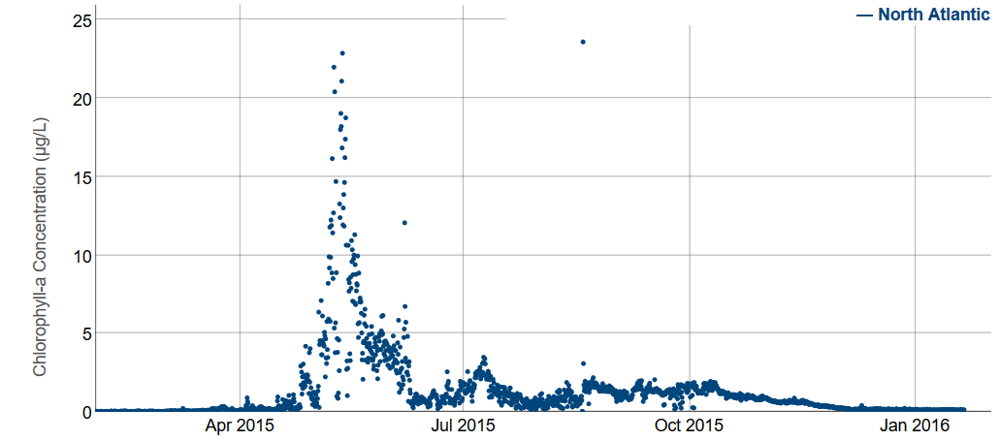 — North Atlantic
Chlorophyll-a Concentration (µg/L)
25
20
15
10
5
0
Apr 2015
Jul 2015
Oct 2015
Jan 2016